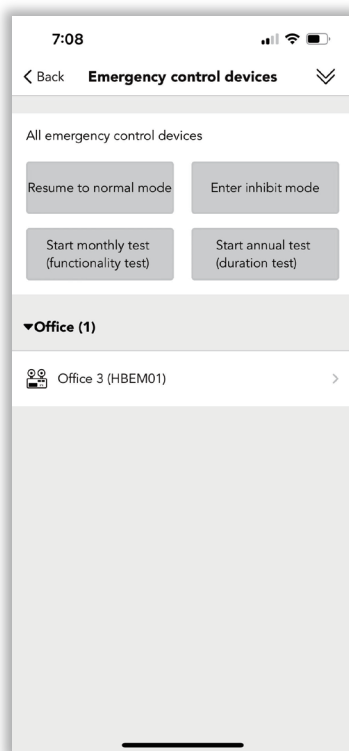 7:08
Back Emergency control devices
All emergency control devices
Resume to normal mode Enter inhibit mode
Start monthly test
(functionality test)
Start annual test
(duration test)
Office (1)
Office 3 (HBEM01)